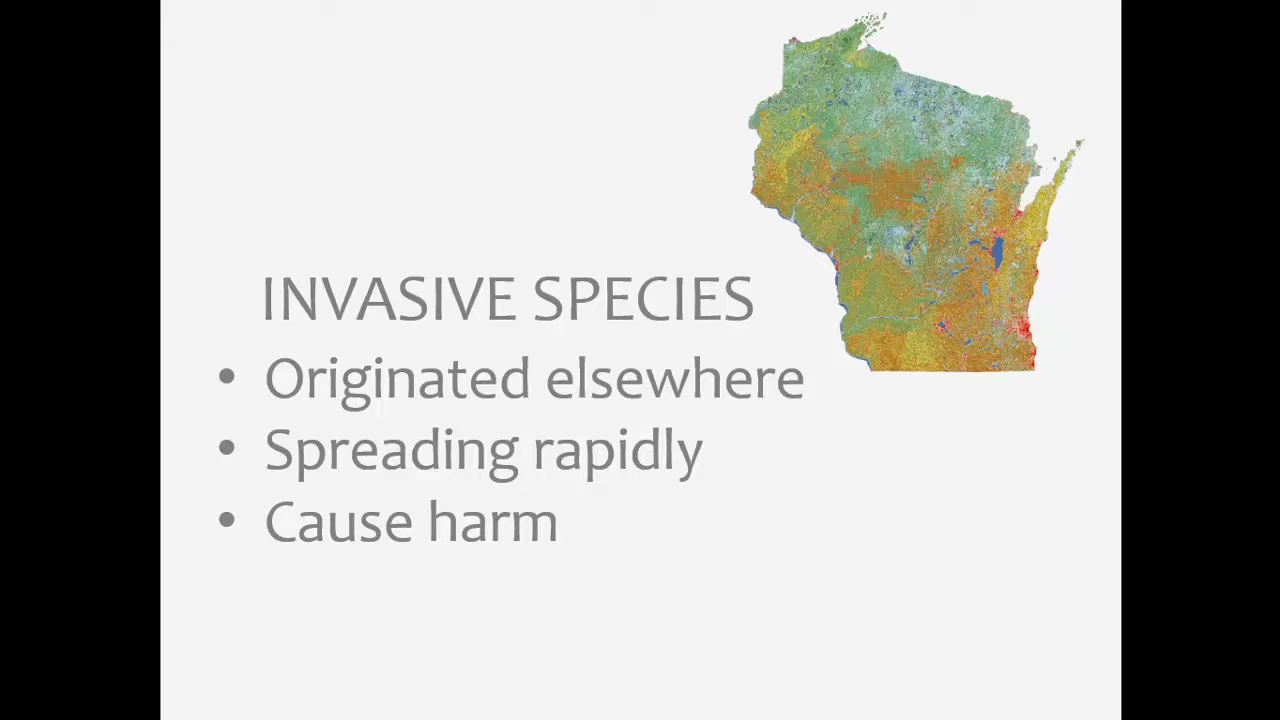 INVASIVE SPECIES
• Originated elsewhere
• Spreading rapidly
• Cause harm